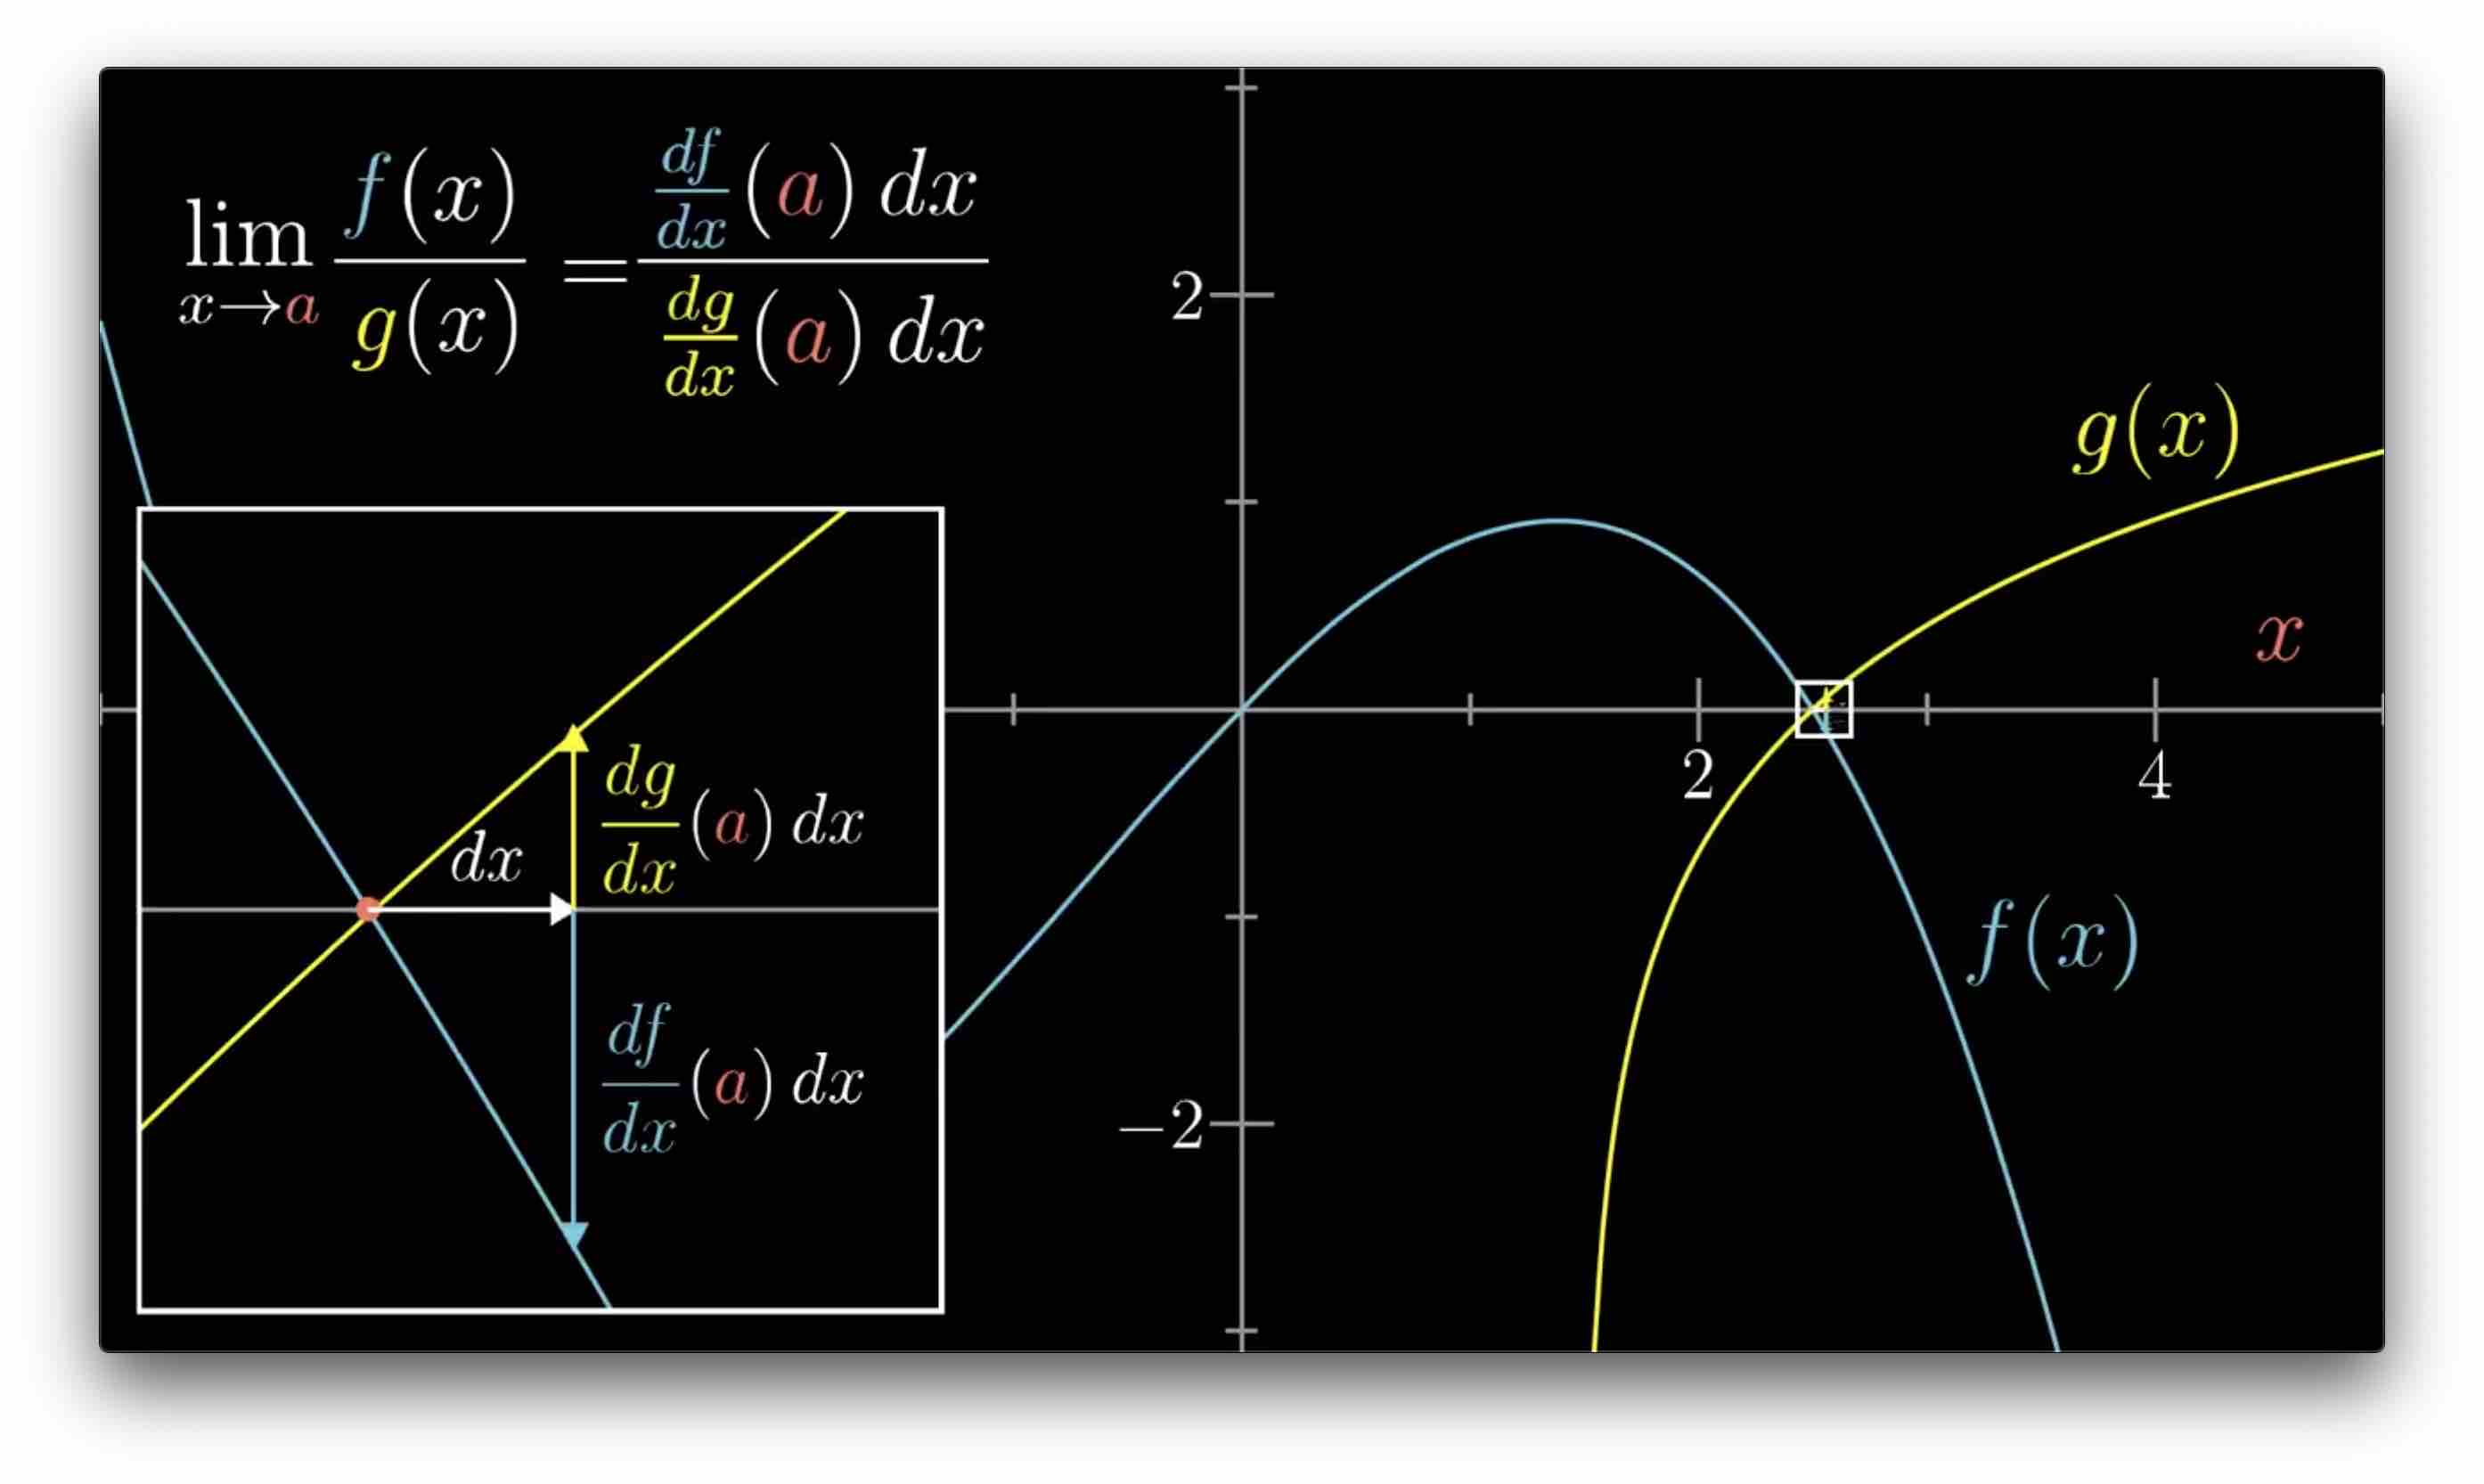 lim x→a f(x)/g(x) = df/dx (a) dx / dg/dx (a) dx
2
g(x)
x
dg/dx (a) dx
dx
2
4
f(x)
df/dx (a) dx
−2